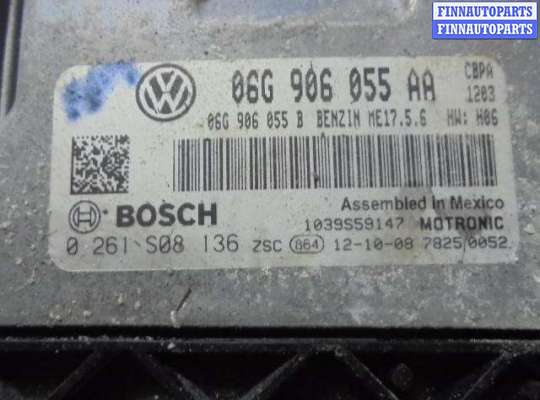 FINNAUTOPARTS
FINNAUTOPARTS
06G 906 055 AA
CBPA
1203
06G 906 055 B BENZIN ME17.5.6 HW: H06
Assembled in Mexico
BOSCH
1039S59147 MOTRONIC
0 261 S08 136 ZSC 864 12-10-08 7825 0052